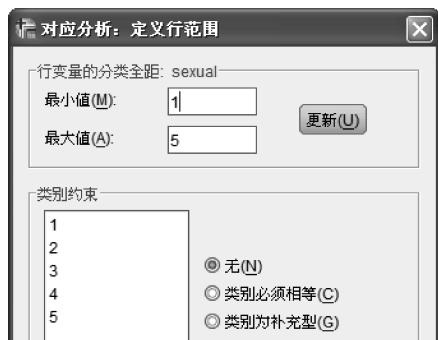 对应分析：定义行范围
行变量的分类全距: sexual
最小值(M): 1
更新(U)
最大值(A): 5
类别约束
1
2
3
4
5
无(N)
类别必须相等(C)
类别为补充型(G)